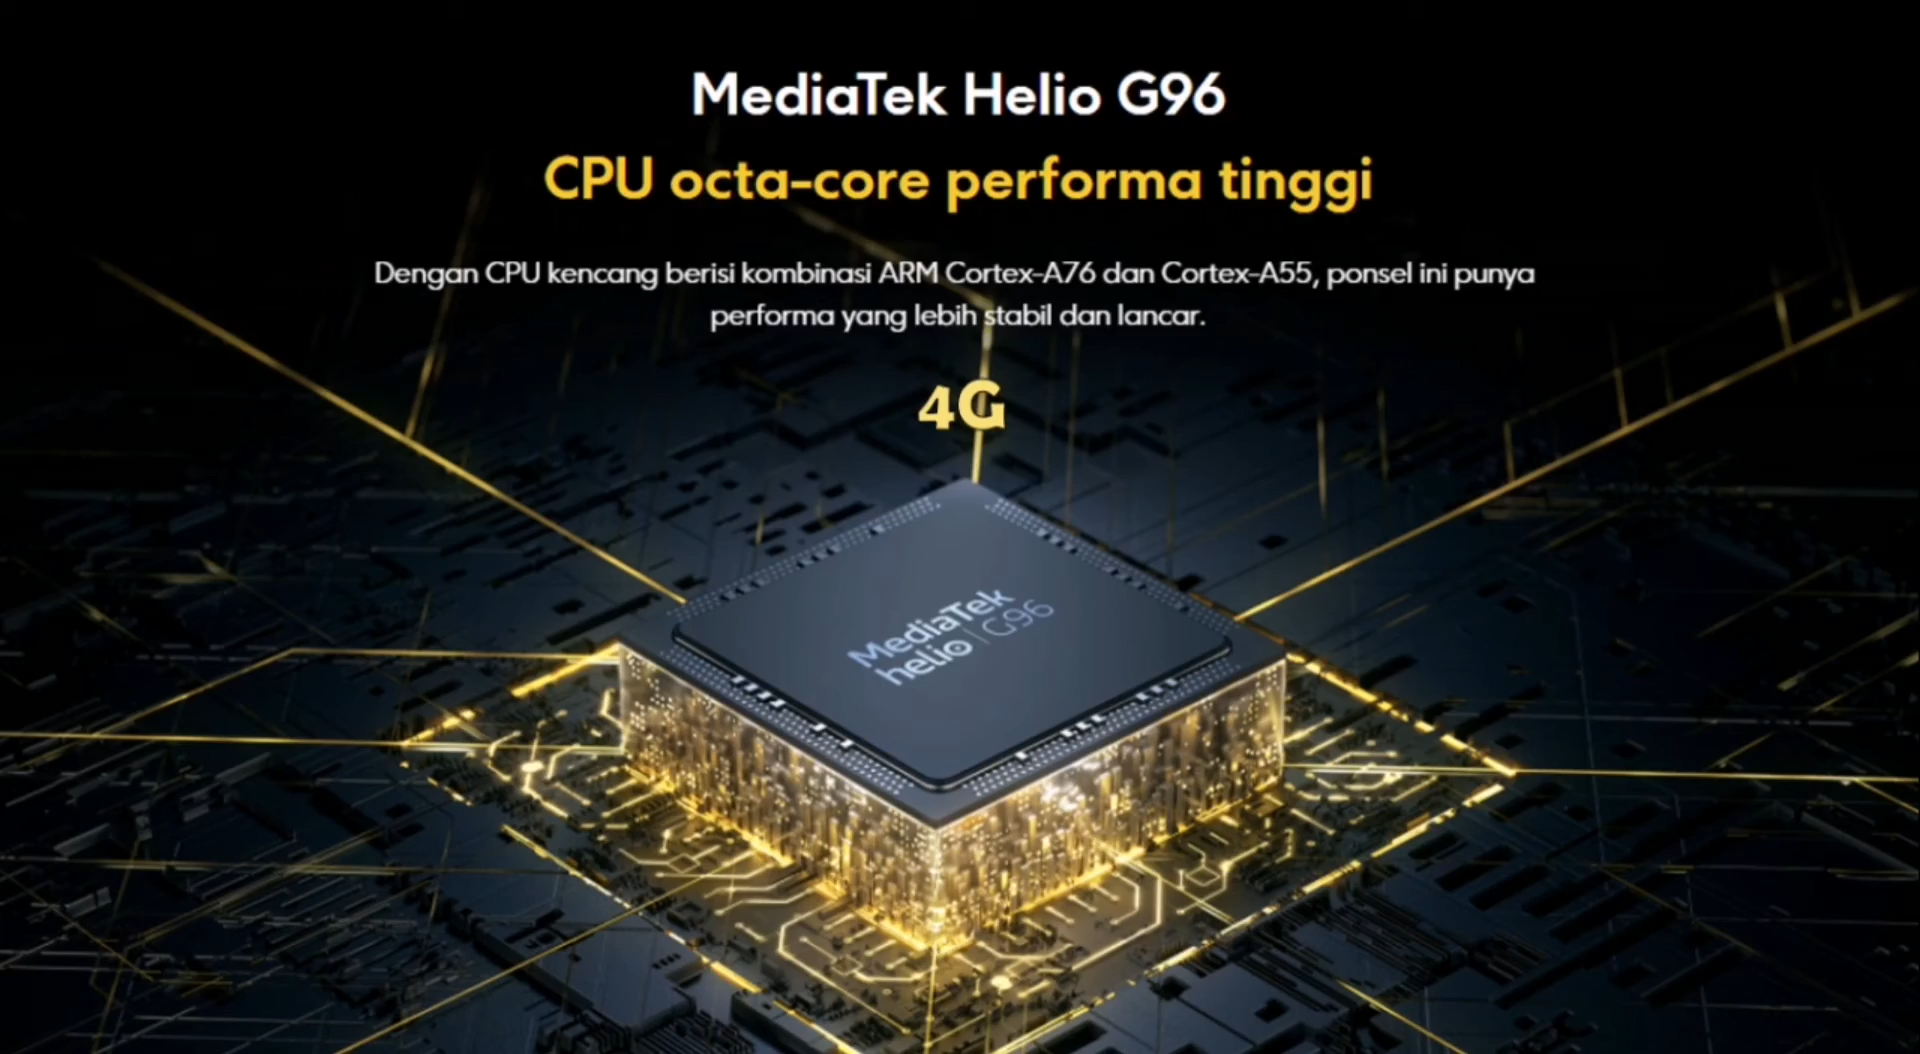 MediaTek Helio G96
CPU octa-core performa tinggi
Dengan CPU kencang berisi kombinasi ARM Cortex-A76 dan Cortex-A55, ponsel ini punya
performa yang lebih stabil dan lancar.
4G
MediaTek
helio | G96